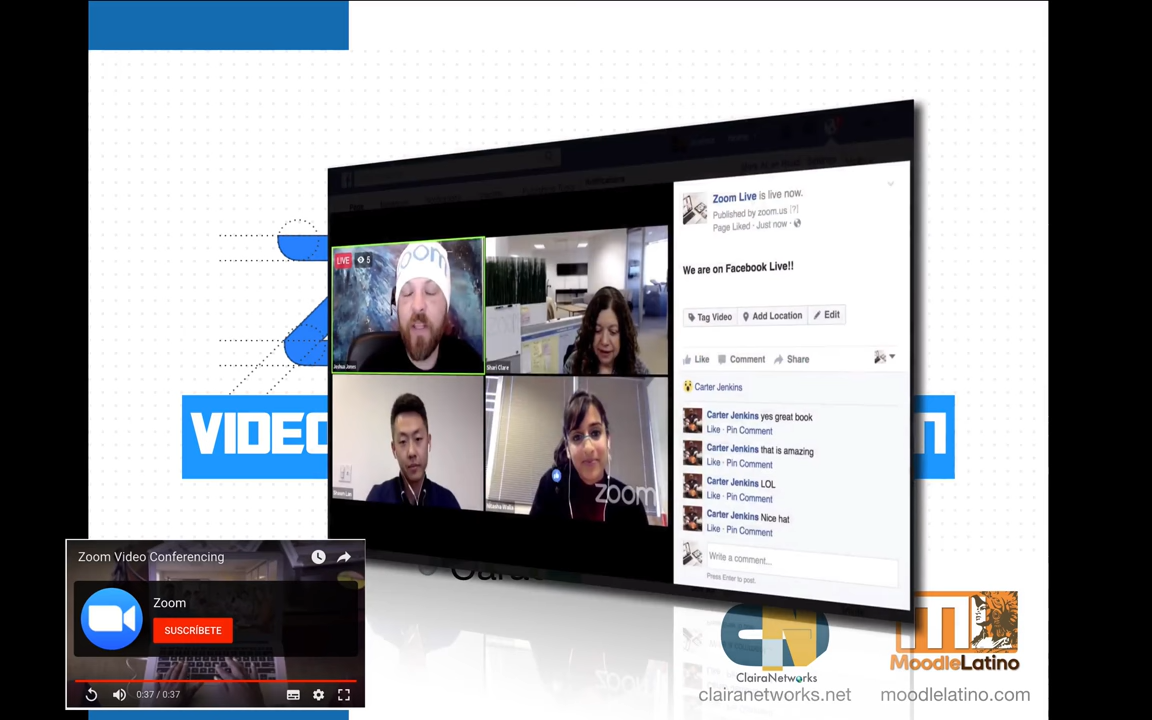 Zoom Live is live now.
Published by zoom.us [?]
Page Liked · Just now ·
We are on Facebook Live!!
Tag Video
Add Location
Edit
LIVE
5
zoom
Joshua Jones
Shari Clare
Like
Comment
Share
Carter Jenkins
VIDEO
Carter Jenkins yes great book
Like · Pin Comment
Carter Jenkins that is amazing
Like · Pin Comment
Carter Jenkins LOL
Like · Pin Comment
Carter Jenkins Nice hat
Like · Pin Comment
zoom
Write a comment...
Press Enter to post.
Zoom Video Conferencing
Zoom
SUSCRÍBETE
0:37 / 0:37
ClairaNetworks
clairanetworks.net
MoodleLatino
moodlelatino.com